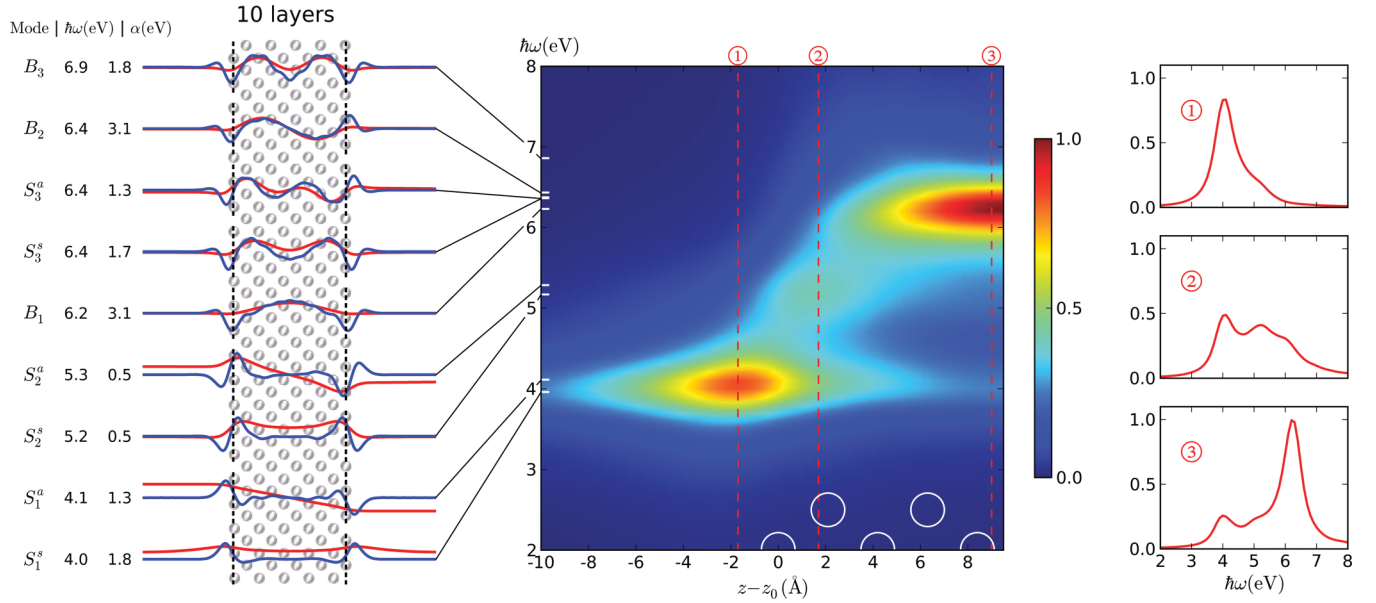 10 layers
Mode | ħω(eV) | α(eV)
B₃ 6.9 1.8
B₂ 6.4 3.1
S₃ᵃ 6.4 1.3
S₃ˢ 6.4 1.7
B₁ 6.2 3.1
S₂ᵃ 5.3 0.5
S₂ˢ 5.2 0.5
S₁ᵃ 4.1 1.3
S₁ˢ 4.0 1.8
ħω(eV)
① ② ③
8
7
6
5
4
3
2
-10 -8 -6 -4 -2 0 2 4 6 8
z−z₀(Å)
1.0
0.5
0.0
1.0
0.5
0.0
①
1.0
0.5
0.0
②
1.0
0.5
0.0
③
2 3 4 5 6 7 8
ħω(eV)